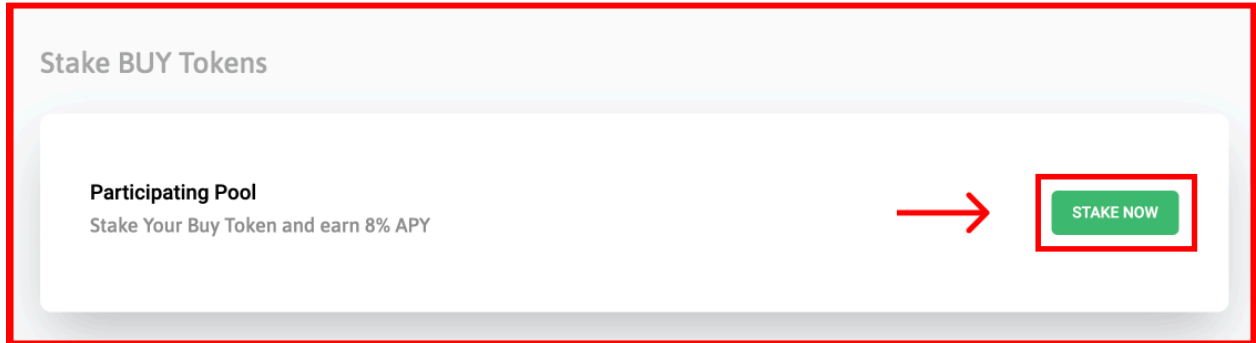 Stake BUY Tokens
Participating Pool
Stake Your Buy Token and earn 8% APY
STAKE NOW